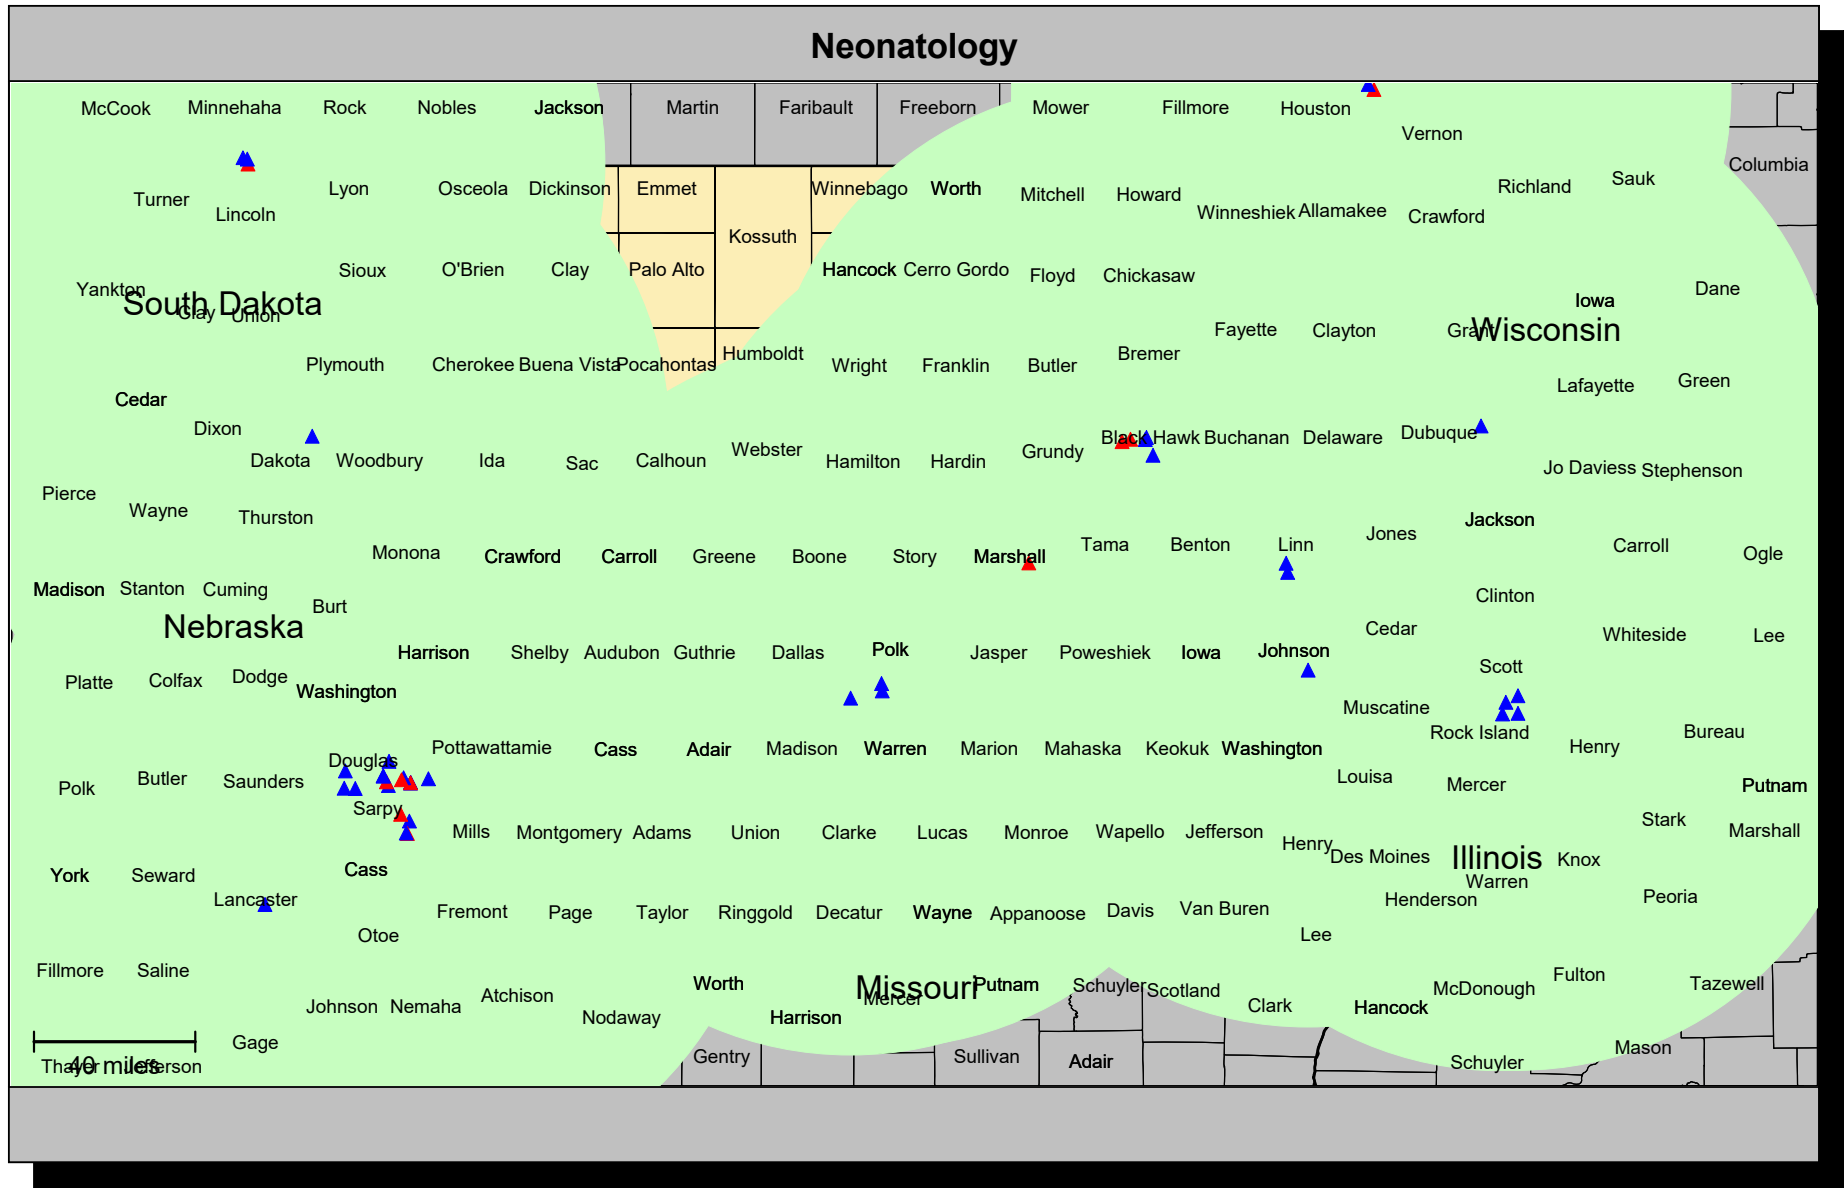 Neonatology
McCook Minnehaha Rock Nobles Jackson Martin Faribault Freeborn Mower Fillmore Houston
Vernon
Columbia
Turner Lincoln Lyon Osceola Dickinson Emmet Winnebago Worth Mitchell Howard Winneshiek Allamakee Crawford Richland Sauk
Kossuth
Yankton Sioux O'Brien Clay Palo Alto Hancock Cerro Gordo Floyd Chickasaw Iowa Dane
South Dakota
Clay Union
Fayette Clayton Grant Wisconsin
Plymouth Cherokee Buena Vista Pocahontas Humboldt Wright Franklin Butler Bremer
Lafayette Green
Cedar
Dixon
Dakota Woodbury Ida Sac Calhoun Webster Hamilton Hardin Grundy Black Hawk Buchanan Delaware Dubuque
Jo Daviess Stephenson
Pierce
Wayne Thurston
Jackson
Monona Crawford Carroll Greene Boone Story Marshall Tama Benton Linn Jones Carroll Ogle
Madison Stanton Cuming
Burt Clinton
Nebraska
Cedar Whiteside Lee
Harrison Shelby Audubon Guthrie Dallas Polk Jasper Poweshiek Iowa Johnson
Scott
Platte Colfax Dodge
Washington
Muscatine
Rock Island
Bureau
Douglas Pottawattamie Cass Adair Madison Warren Marion Mahaska Keokuk Washington Henry
Polk Butler Saunders
Louisa Mercer Putnam
Sarpy
Mills Montgomery Adams Union Clarke Lucas Monroe Wapello Jefferson
Stark Marshall
Henry
Des Moines Illinois Knox
York Seward Cass
Warren
Lancaster
Henderson Peoria
Fremont Page Taylor Ringgold Decatur Wayne Appanoose Davis Van Buren
Otoe
Lee
Fillmore Saline
Worth Missouri Putnam Schuyler Scotland McDonough Fulton Tazewell
Mercer
Johnson Nemaha Atchison Nodaway Harrison Clark Hancock
Gage
Gentry Sullivan Adair Schuyler Mason
Thayer Jefferson
40 miles